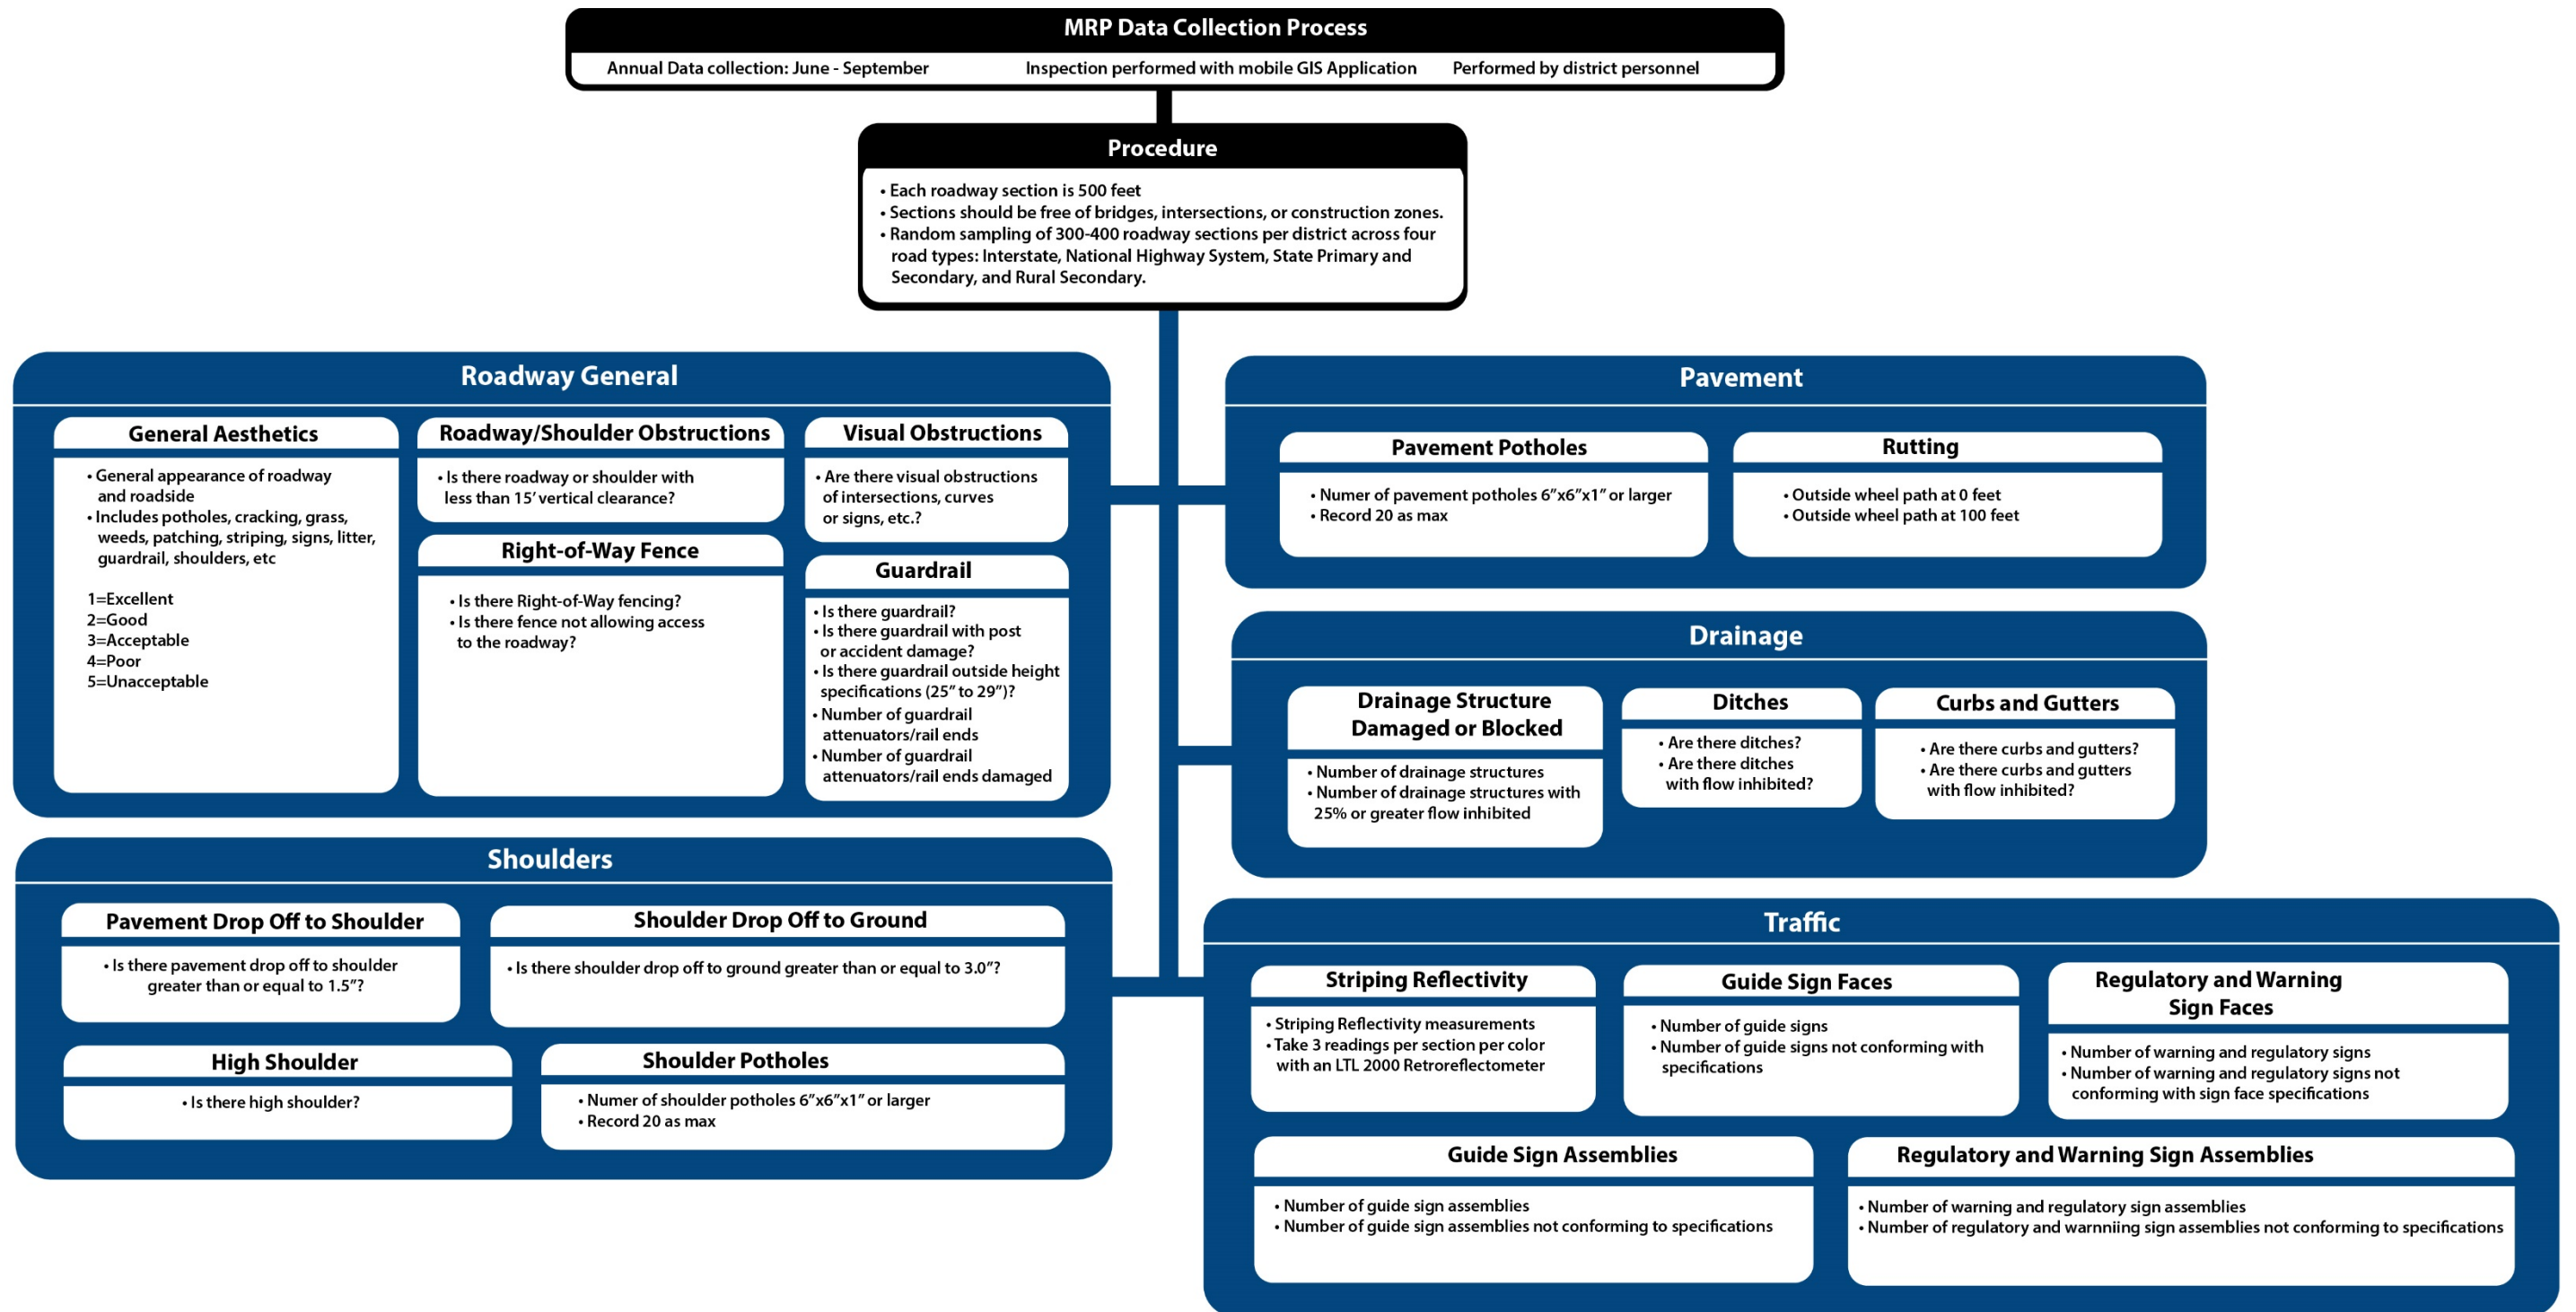 MRP Data Collection Process
Annual Data collection: June - September
Inspection performed with mobile GIS Application
Performed by district personnel
Procedure
• Each roadway section is 500 feet
• Sections should be free of bridges, intersections, or construction zones.
• Random sampling of 300-400 roadway sections per district across four
road types: Interstate, National Highway System, State Primary and
Secondary, and Rural Secondary.
Roadway General
General Aesthetics
• General appearance of roadway
and roadside
• Includes potholes, cracking, grass,
weeds, patching, striping, signs, litter,
guardrail, shoulders, etc
1=Excellent
2=Good
3=Acceptable
4=Poor
5=Unacceptable
Roadway/Shoulder Obstructions
• Is there roadway or shoulder with
less than 15’ vertical clearance?
Right-of-Way Fence
• Is there Right-of-Way fencing?
• Is there fence not allowing access
to the roadway?
Visual Obstructions
• Are there visual obstructions
of intersections, curves
or signs, etc.?
Guardrail
• Is there guardrail?
• Is there guardrail with post
or accident damage?
• Is there guardrail outside height
specifications (25” to 29”)?
• Number of guardrail
attenuators/rail ends
• Number of guardrail
attenuators/rail ends damaged
Pavement
Pavement Potholes
• Numer of pavement potholes 6”x6”x1” or larger
• Record 20 as max
Rutting
• Outside wheel path at 0 feet
• Outside wheel path at 100 feet
Drainage
Drainage Structure
Damaged or Blocked
• Number of drainage structures
• Number of drainage structures with
25% or greater flow inhibited
Ditches
• Are there ditches?
• Are there ditches
with flow inhibited?
Curbs and Gutters
• Are there curbs and gutters?
• Are there curbs and gutters
with flow inhibited?
Shoulders
Pavement Drop Off to Shoulder
• Is there pavement drop off to shoulder
greater than or equal to 1.5”?
Shoulder Drop Off to Ground
• Is there shoulder drop off to ground greater than or equal to 3.0”?
High Shoulder
• Is there high shoulder?
Shoulder Potholes
• Numer of shoulder potholes 6”x6”x1” or larger
• Record 20 as max
Traffic
Striping Reflectivity
• Striping Reflectivity measurements
• Take 3 readings per section per color
with an LTL 2000 Retroreflectometer
Guide Sign Faces
• Number of guide signs
• Number of guide signs not conforming with
specifications
Regulatory and Warning
Sign Faces
• Number of warning and regulatory signs
• Number of warning and regulatory signs not
conforming with sign face specifications
Guide Sign Assemblies
• Number of guide sign assemblies
• Number of guide sign assemblies not conforming to specifications
Regulatory and Warning Sign Assemblies
• Number of warning and regulatory sign assemblies
• Number of regulatory and warnniing sign assemblies not conforming to specifications